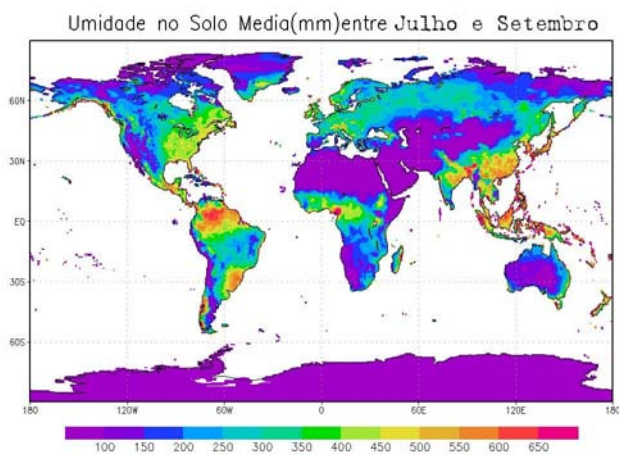 Umidade no Solo Media(mm)entre Julho e Setembro
60N
30N
EQ
30S
60S
180 120W 60W 0 60E 120E 180
100 150 200 250 300 350 400 450 500 550 600 650